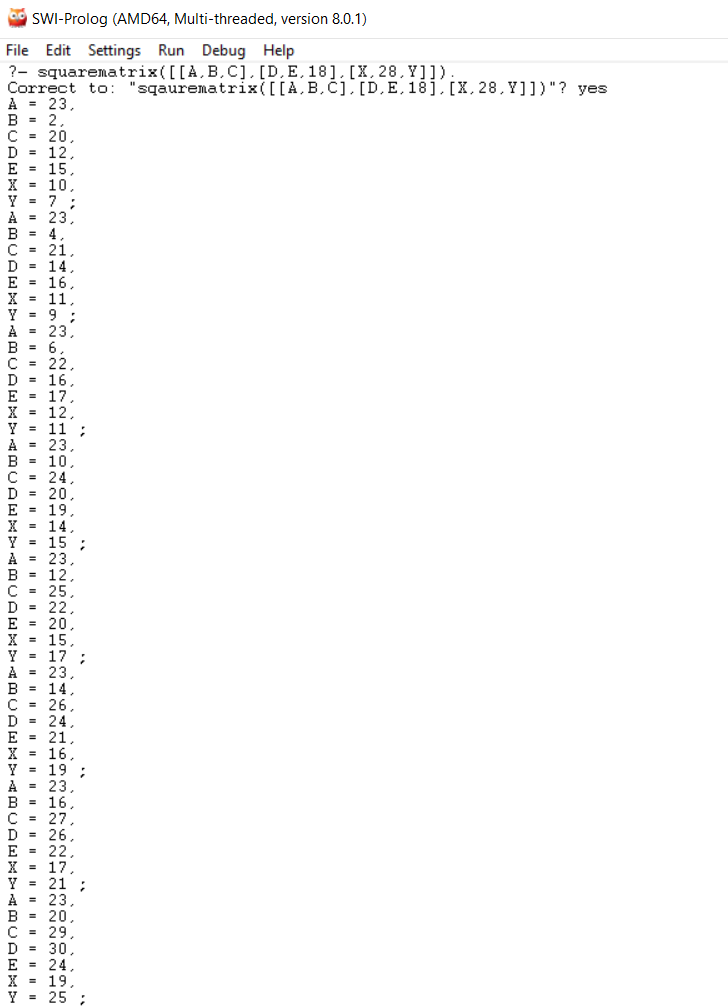 SWI-Prolog (AMD64, Multi-threaded, version 8.0.1)
File Edit Settings Run Debug Help
?- squarematrix([[A,B,C],[D,E,18],[X,28,Y]]).
Correct to: "sqaurematrix([[A,B,C],[D,E,18],[X,28,Y]])"? yes
A = 23,
B = 2,
C = 20,
D = 12,
E = 15,
X = 10,
Y = 7 ;
A = 23,
B = 4,
C = 21,
D = 14,
E = 16,
X = 11,
Y = 9 ;
A = 23,
B = 6,
C = 22,
D = 16,
E = 17,
X = 12,
Y = 11 ;
A = 23,
B = 10,
C = 24,
D = 20,
E = 19,
X = 14,
Y = 15 ;
A = 23,
B = 12,
C = 25,
D = 22,
E = 20,
X = 15,
Y = 17 ;
A = 23,
B = 14,
C = 26,
D = 24,
E = 21,
X = 16,
Y = 19 ;
A = 23,
B = 16,
C = 27,
D = 26,
E = 22,
X = 17,
Y = 21 ;
A = 23,
B = 20,
C = 29,
D = 30,
E = 24,
X = 19,
Y = 25 ;